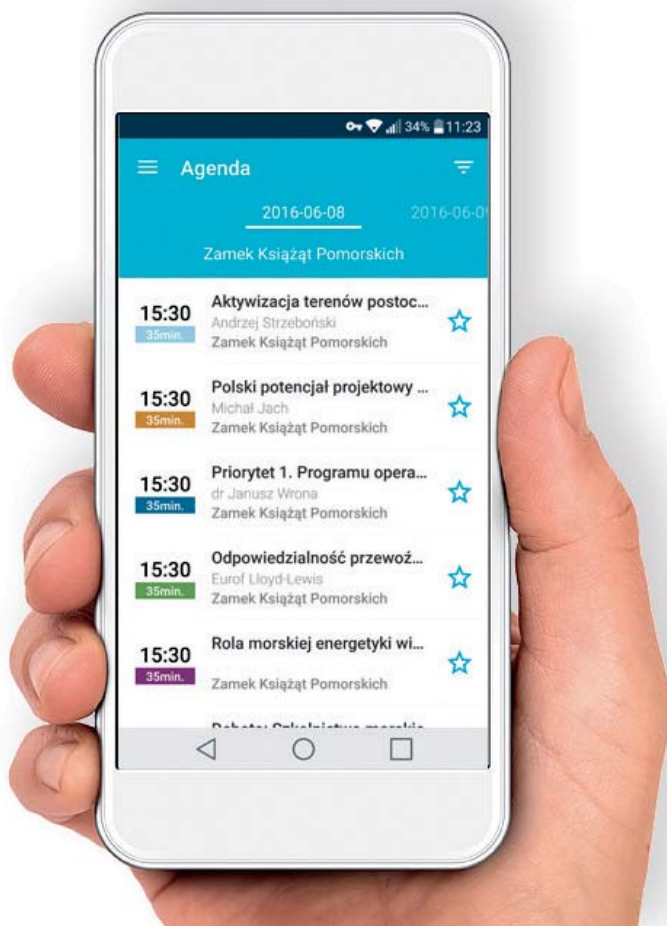 34% 11:23
Agenda
2016-06-08 2016-06-09
Zamek Książąt Pomorskich
15:30 Aktywizacja terenów postoc...
35min. Andrzej Strzeboński
Zamek Książąt Pomorskich
15:30 Polski potencjał projektowy ...
35min. Michał Jach
Zamek Książąt Pomorskich
15:30 Priorytet 1. Programu opera...
35min. dr Janusz Wrona
Zamek Książąt Pomorskich
15:30 Odpowiedzialność przewoź...
35min. Eurof Lloyd-Lewis
Zamek Książąt Pomorskich
15:30 Rola morskiej energetyki wi...
35min.
Zamek Książąt Pomorskich